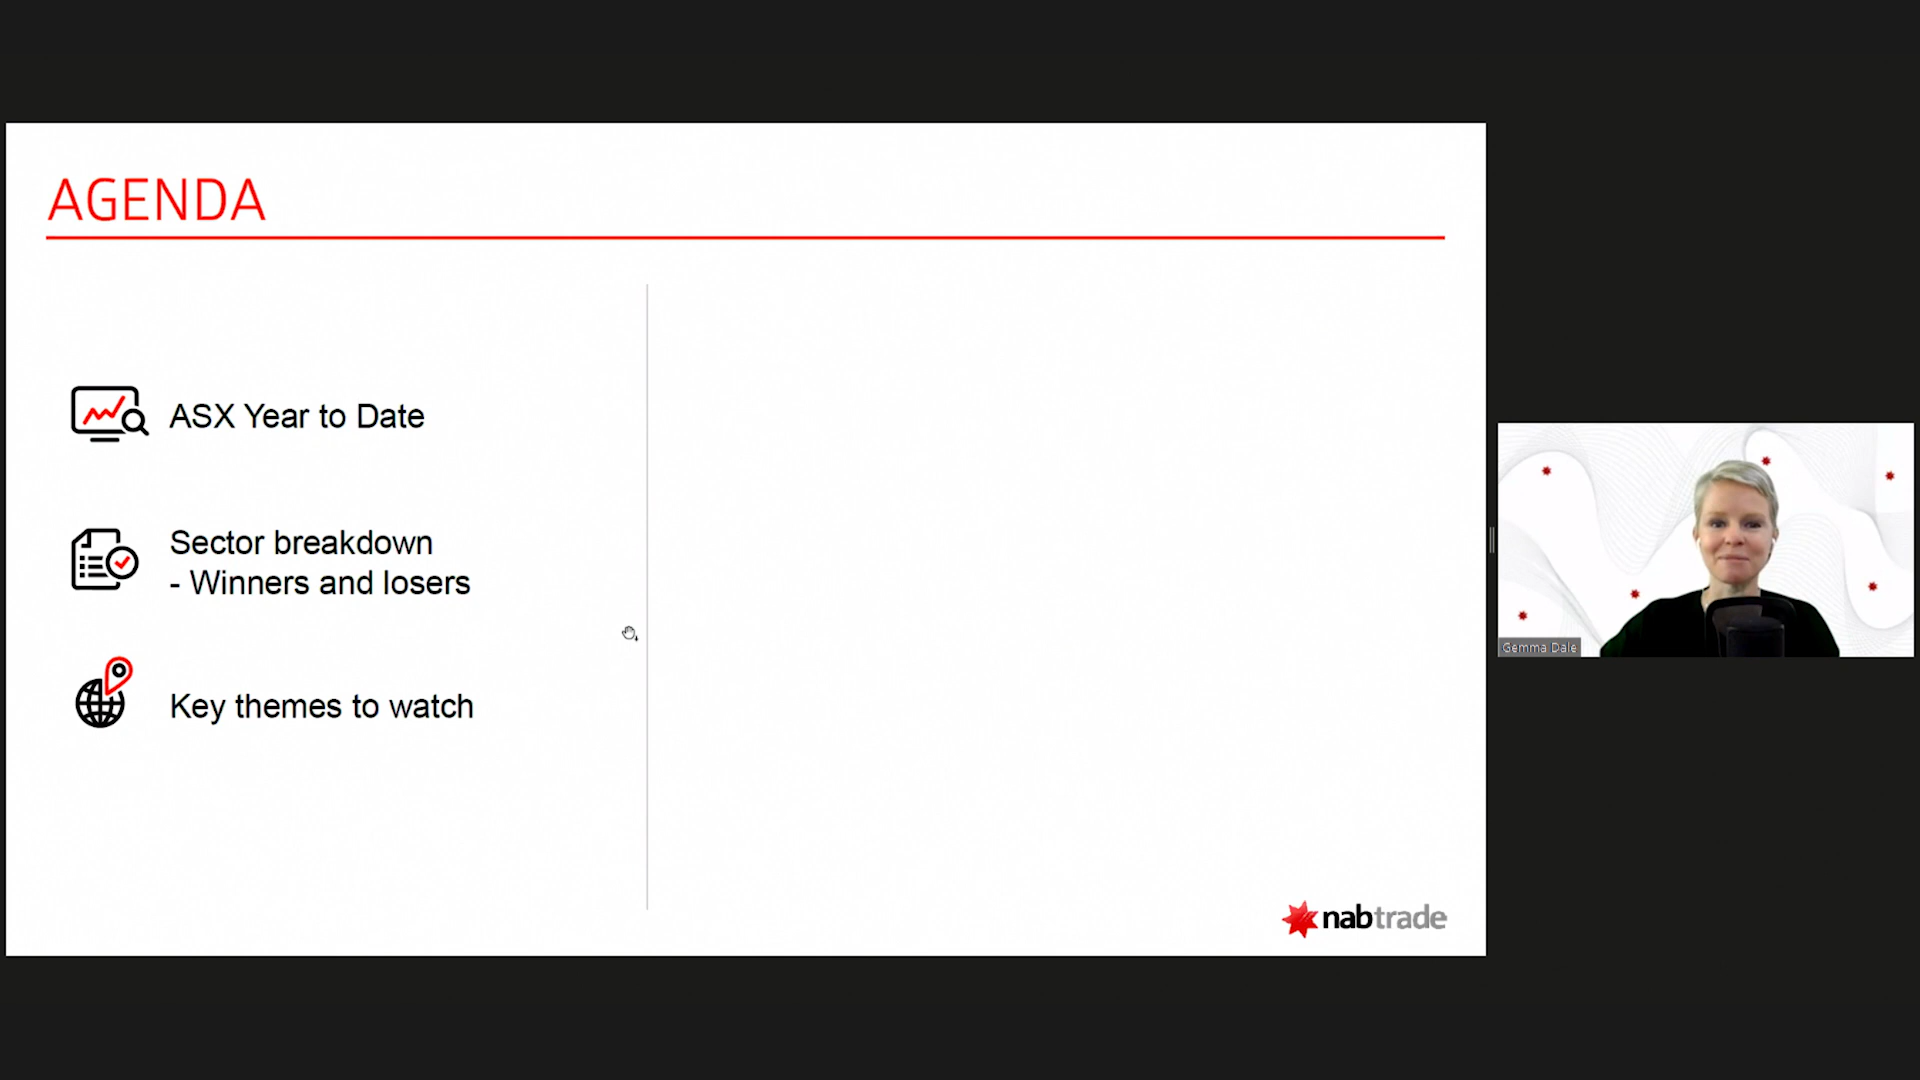 AGENDA
ASX Year to Date
Sector breakdown
- Winners and losers
Key themes to watch
nabtrade
Gemma Dale